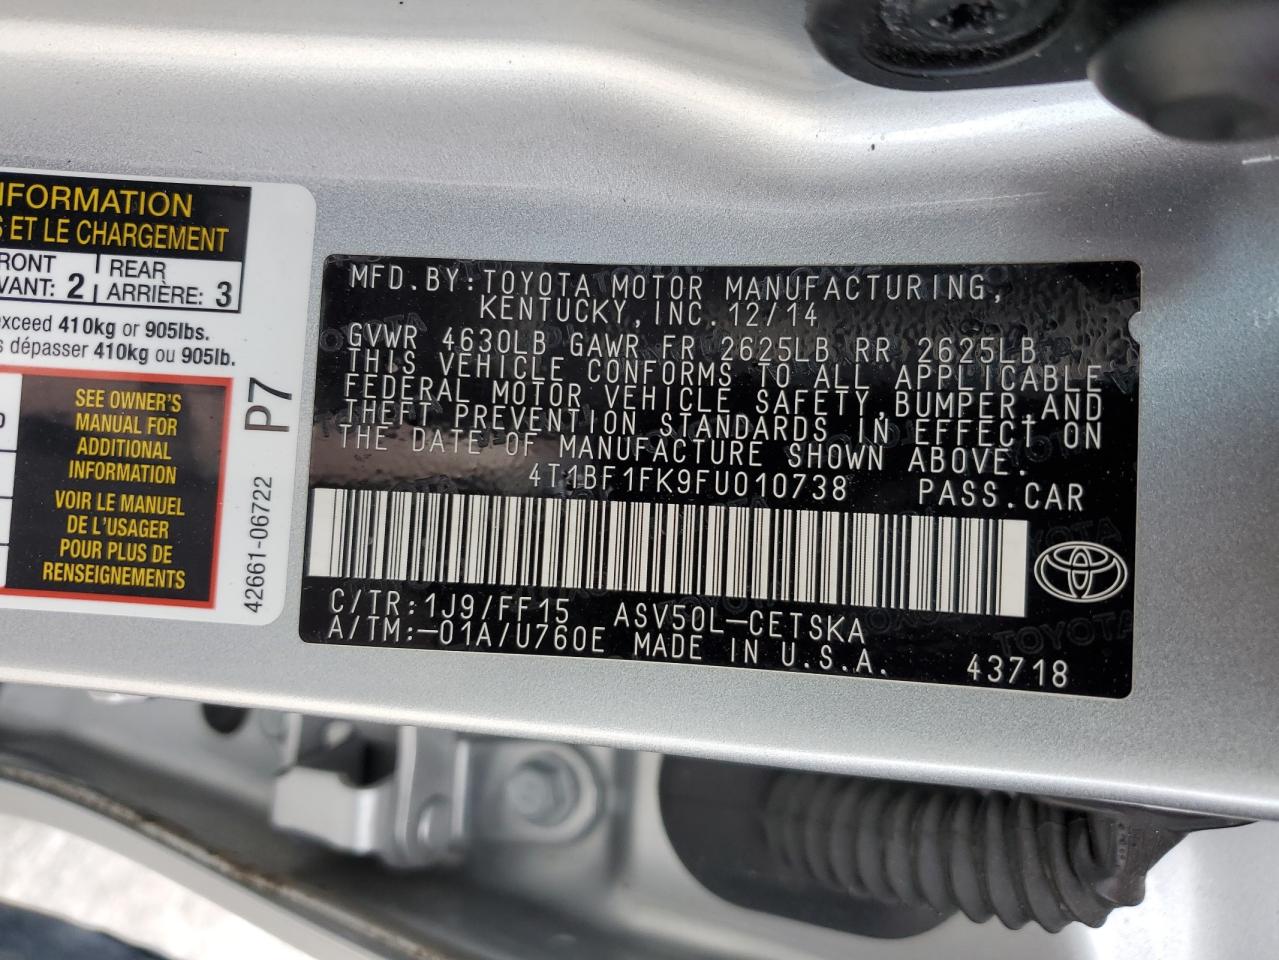 NFORMATION
S ET LE CHARGEMENT
RONT
VANT: 2
REAR
ARRIÈRE: 3
exceed 410kg or 905lbs.
s dépasser 410kg ou 905lb.
SEE OWNER'S
MANUAL FOR
ADDITIONAL
INFORMATION
VOIR LE MANUEL
DE L'USAGER
POUR PLUS DE
RENSEIGNEMENTS
P7
42661-06722
MFD.BY:TOYOTA MOTOR MANUFACTURING,
KENTUCKY,INC. 12/14
GVWR 4630LB GAWR FR 2625LB RR 2625LB
THIS VEHICLE CONFORMS TO ALL APPLICABLE
FEDERAL MOTOR VEHICLE SAFETY,BUMPER,AND
THEFT PREVENTION STANDARDS IN EFFECT ON
THE DATE OF MANUFACTURE SHOWN ABOVE.
4T1BF1FK9FU010738 PASS.CAR
C/TR:1J9/FF15 ASV50L-CETSKA
A/TM:-01A/U760E MADE IN U.S.A. 43718